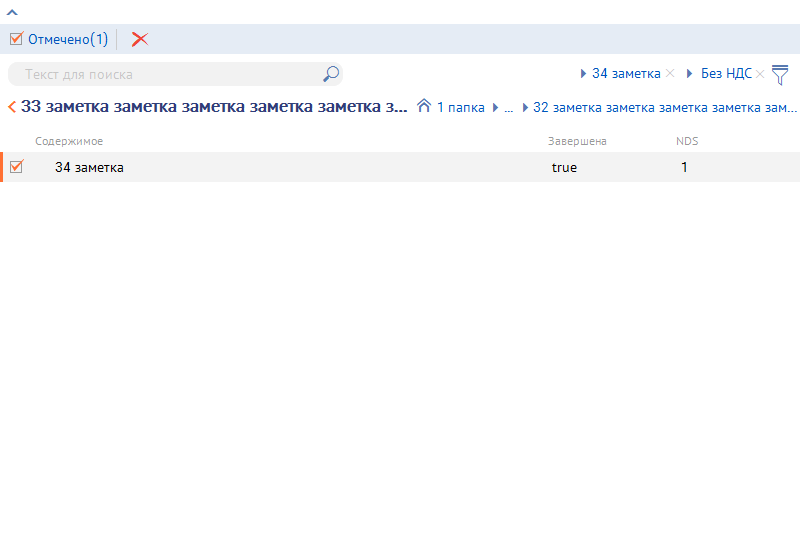 Отмечено(1)
Текст для поиска
34 заметка Без НДС
33 заметка заметка заметка заметка заметка з... 1 папка ... 32 заметка заметка заметка заметка зам...
Содержимое Завершена NDS
34 заметка true 1